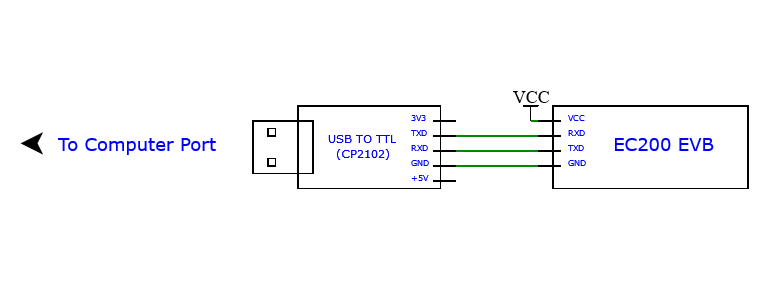 VCC
To Computer Port
USB TO TTL
(CP2102)
3V3
TXD
RXD
GND
+5V
VCC
RXD
TXD
GND
EC200 EVB